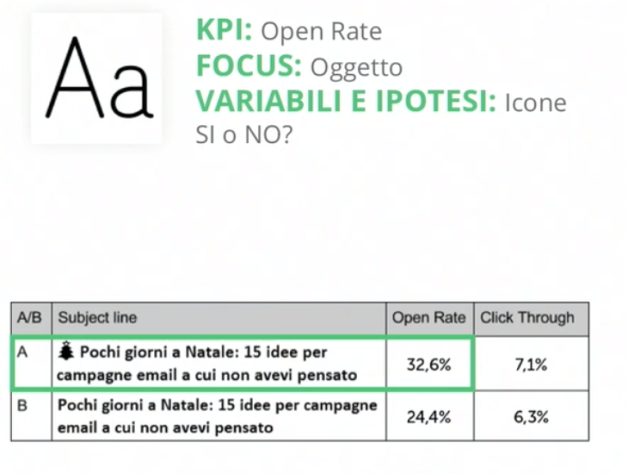 Aa
KPI: Open Rate
FOCUS: Oggetto
VARIABILI E IPOTESI: Icone
SI o NO?
A/B Subject line Open Rate Click Through
A 🎄 Pochi giorni a Natale: 15 idee per
campagne email a cui non avevi pensato 32,6% 7,1%
B Pochi giorni a Natale: 15 idee per campagne
email a cui non avevi pensato 24,4% 6,3%